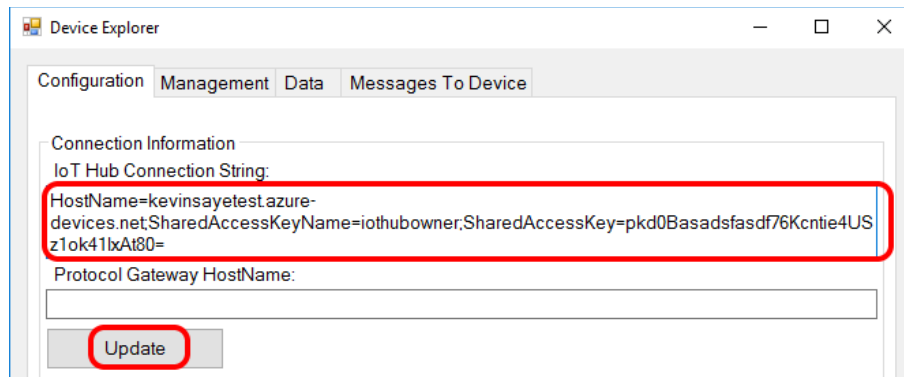 Device Explorer
Configuration Management Data Messages To Device
Connection Information
IoT Hub Connection String:
HostName=kevinsayetest.azure-
devices.net;SharedAccessKeyName=iothubowner;SharedAccessKey=pkd0Basadsfasdf76Kcntie4US
z1ok41lxAt80=
Protocol Gateway HostName:
Update